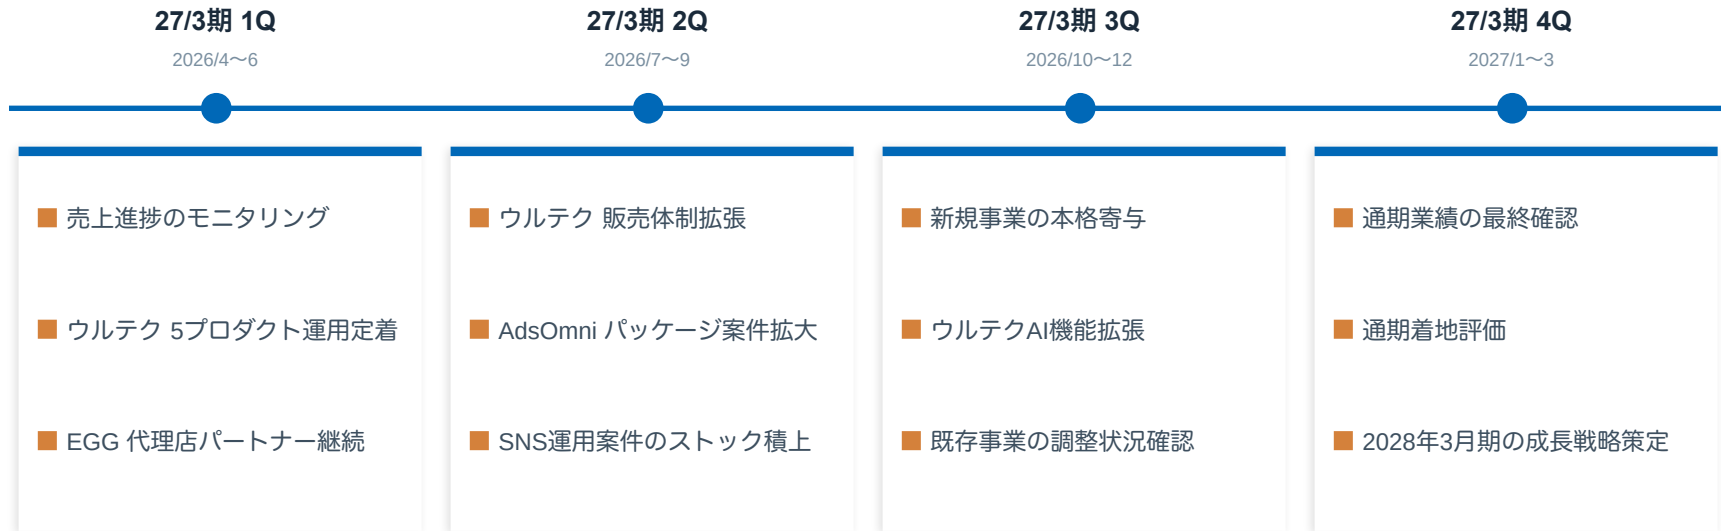 27/3期 1Q
2026/4〜6
売上進捗のモニタリング
ウルテク 5プロダクト運用定着
EGG 代理店パートナー継続
27/3期 2Q
2026/7〜9
ウルテク 販売体制拡張
AdsOmni パッケージ案件拡大
SNS運用案件のストック積上
27/3期 3Q
2026/10〜12
新規事業の本格寄与
ウルテクAI機能拡張
既存事業の調整状況確認
27/3期 4Q
2027/1〜3
通期業績の最終確認
通期着地評価
2028年3月期の成長戦略策定